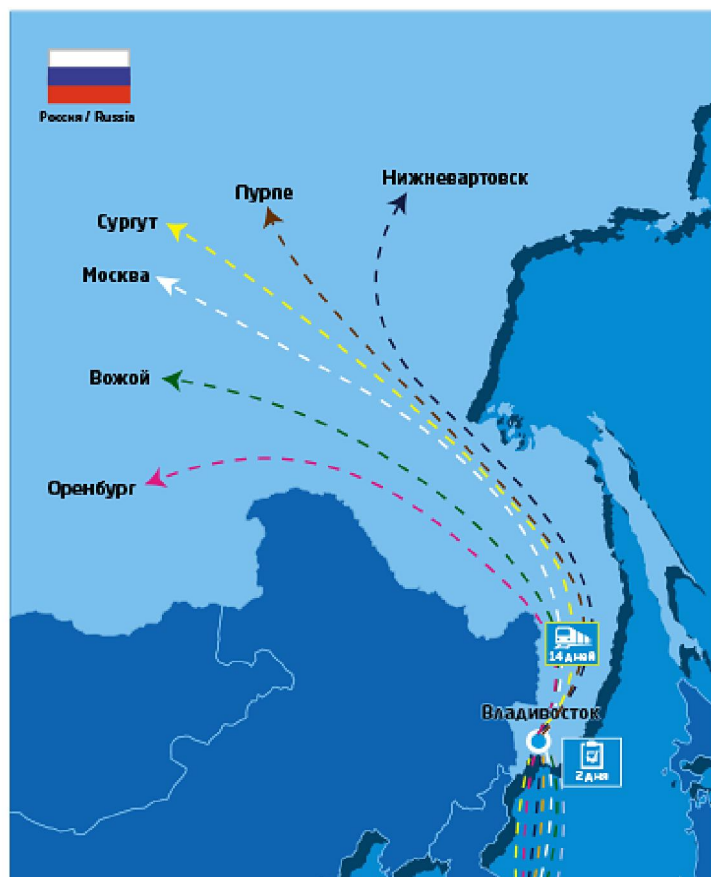 Россия / Russia
Нижневартовск
Пурпе
Сургут
Москва
Вожой
Оренбург
14 дней
Владивосток
2 дня